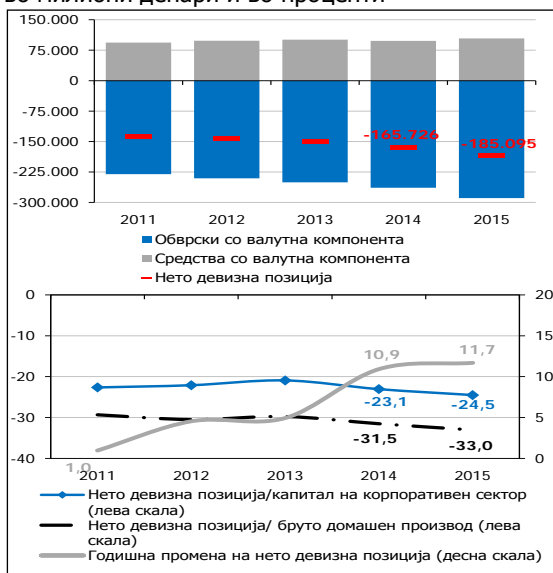 во милиони денари и во проценти
150.000
75.000
0
-75.000
-150.000
-225.000
-300.000
-165.726
-185.095
2011 2012 2013 2014 2015
Обврски со валутна компонента
Средства со валутна компонента
Нето девизна позиција
0
-10
-20
-30
-40
20
15
10
5
0
1,0
10,9
11,7
-23,1
-24,5
-31,5
-33,0
2011 2012 2013 2014 2015
Нето девизна позиција/капитал на корпоративен сектор
(лева скала)
Нето девизна позиција/ бруто домашен производ (лева
скала)
Годишна промена на нето девизна позиција (десна скала)